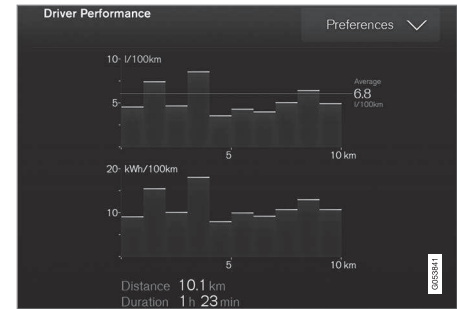 Driver Performance
Preferences
10 l/100km
Average
6.8
l/100km
5
5 10 km
20 kWh/100km
10
5 10 km
Distance 10.1 km
Duration 1 h 23 min
G053841